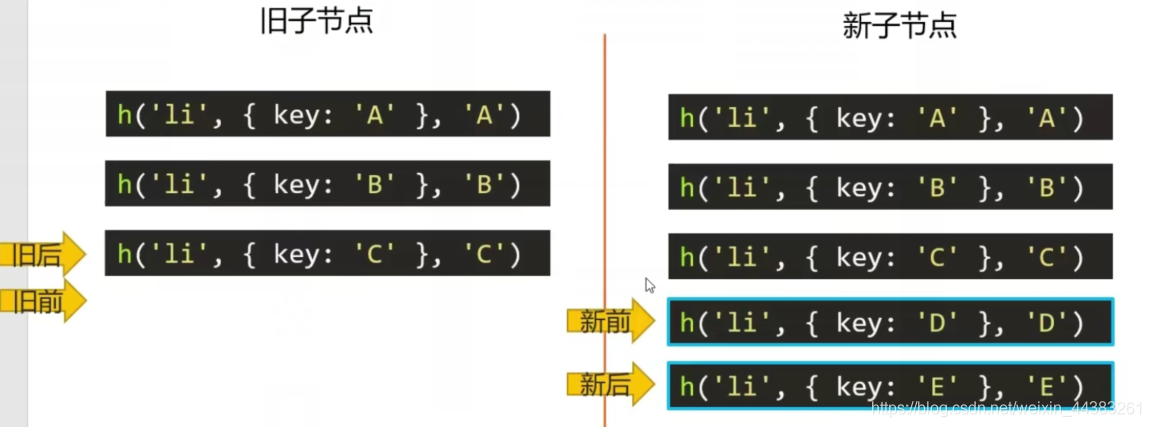 旧子节点
新子节点
h('li', { key: 'A' }, 'A')
h('li', { key: 'B' }, 'B')
旧后
h('li', { key: 'C' }, 'C')
旧前
h('li', { key: 'A' }, 'A')
h('li', { key: 'B' }, 'B')
h('li', { key: 'C' }, 'C')
新前
h('li', { key: 'D' }, 'D')
新后
h('li', { key: 'E' }, 'E')
https://blog.csdn.net/weixin_44383261